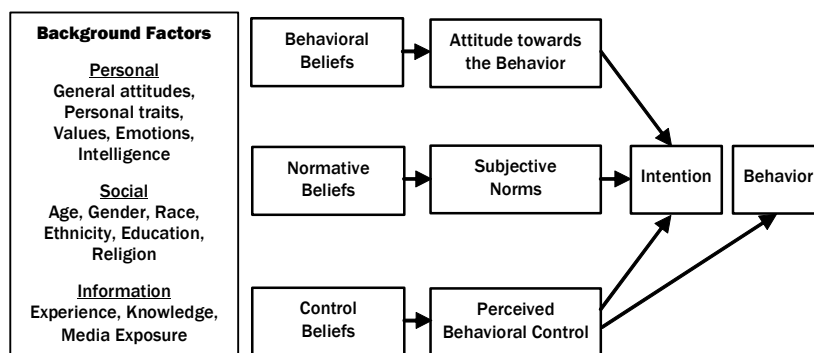 Background Factors
Personal
General attitudes,
Personal traits,
Values, Emotions,
Intelligence
Social
Age, Gender, Race,
Ethnicity, Education,
Religion
Information
Experience, Knowledge,
Media Exposure
Behavioral
Beliefs
Attitude towards
the Behavior
Normative
Beliefs
Subjective
Norms
Intention
Behavior
Control
Beliefs
Perceived
Behavioral Control